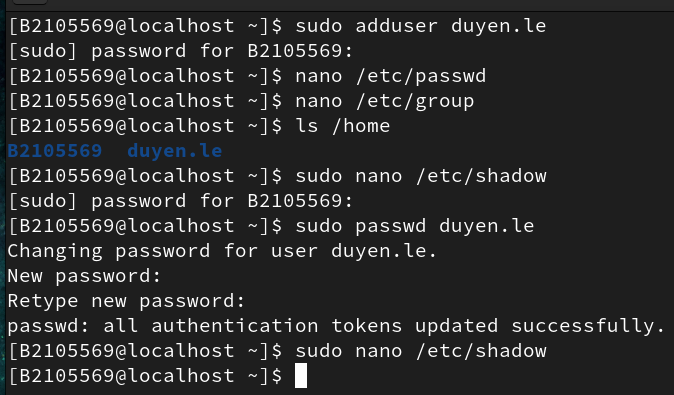 [B2105569@localhost ~]$ sudo adduser duyen.le
[sudo] password for B2105569:
[B2105569@localhost ~]$ nano /etc/passwd
[B2105569@localhost ~]$ nano /etc/group
[B2105569@localhost ~]$ ls /home
B2105569  duyen.le
[B2105569@localhost ~]$ sudo nano /etc/shadow
[sudo] password for B2105569:
[B2105569@localhost ~]$ sudo passwd duyen.le
Changing password for user duyen.le.
New password:
Retype new password:
passwd: all authentication tokens updated successfully.
[B2105569@localhost ~]$ sudo nano /etc/shadow
[B2105569@localhost ~]$